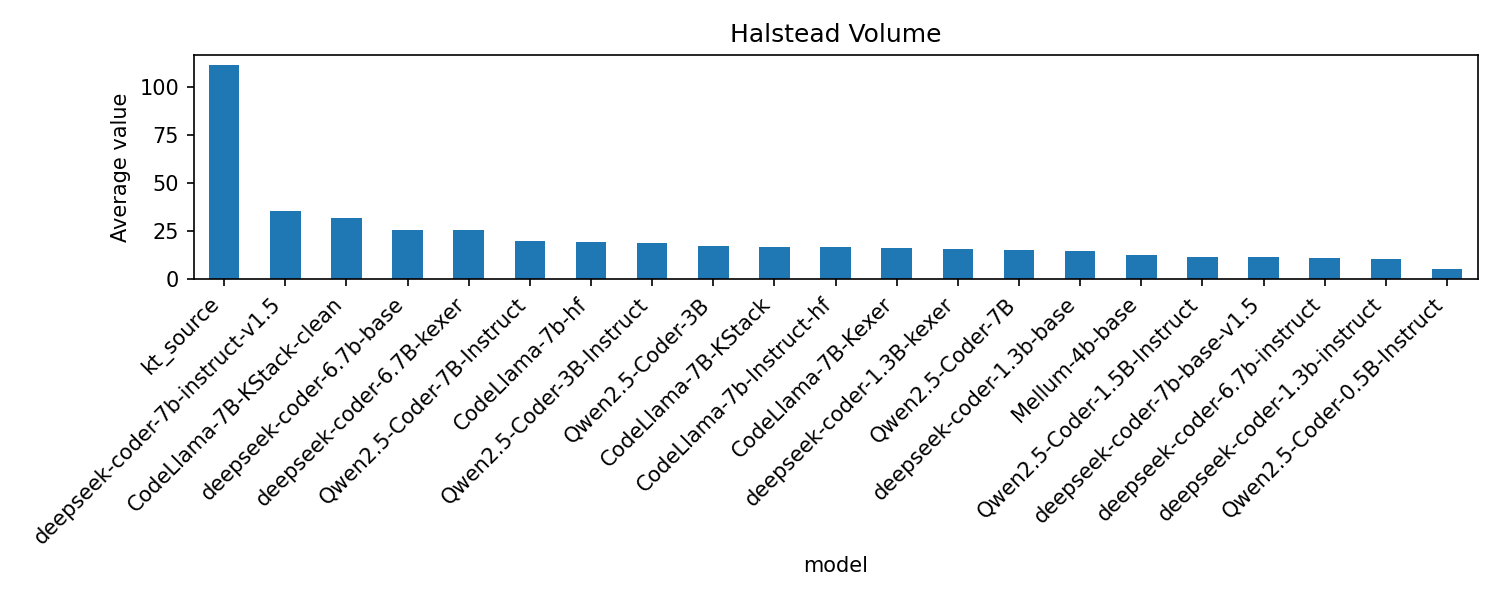 Halstead Volume
Average value
100
75
50
25
0
kt_source
deepseek-coder-7b-instruct-v1.5
CodeLlama-7B-KStack-clean
deepseek-coder-6.7b-base
deepseek-coder-6.7B-kexer
Qwen2.5-Coder-7B-Instruct
CodeLlama-7b-hf
Qwen2.5-Coder-3B-Instruct
Qwen2.5-Coder-3B
CodeLlama-7B-KStack
CodeLlama-7b-Instruct-hf
CodeLlama-7B-Kexer
deepseek-coder-1.3B-kexer
Qwen2.5-Coder-7B
deepseek-coder-1.3b-base
Mellum-4b-base
Qwen2.5-Coder-1.5B-Instruct
deepseek-coder-7b-base-v1.5
deepseek-coder-6.7b-instruct
deepseek-coder-1.3b-instruct
Qwen2.5-Coder-0.5B-Instruct
model